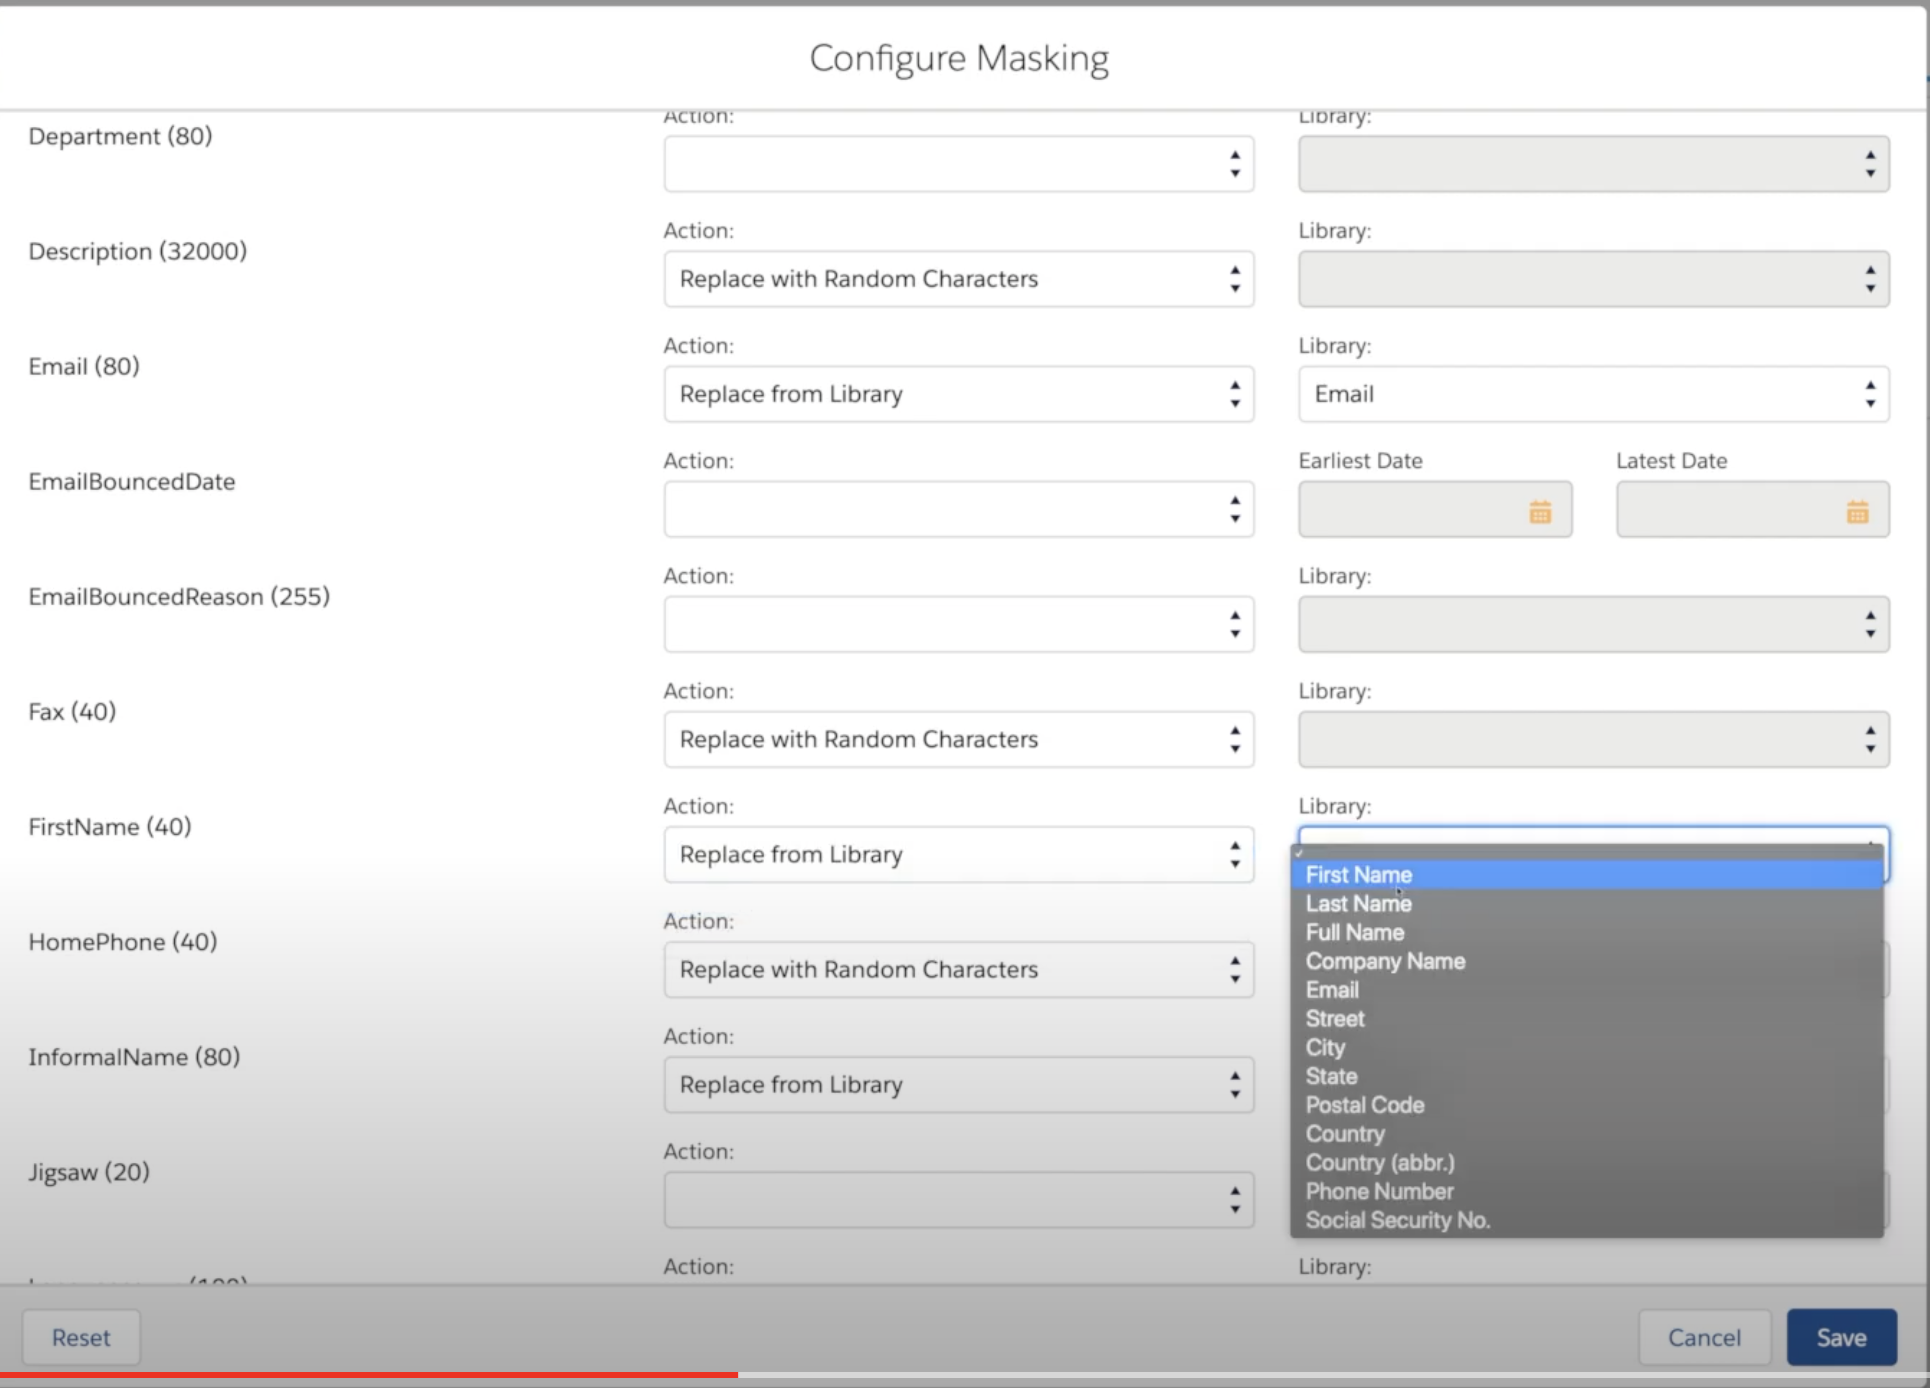 Configure Masking
Action: Library:
Department (80)
Action: Library:
Description (32000)
Replace with Random Characters
Action: Library:
Email (80)
Replace from Library Email
Action: Earliest Date Latest Date
EmailBouncedDate
Action: Library:
EmailBouncedReason (255)
Action: Library:
Fax (40)
Replace with Random Characters
Action: Library:
FirstName (40)
Replace from Library
First Name
Last Name
Full Name
Company Name
Email
Street
City
State
Postal Code
Country
Country (abbr.)
Phone Number
Social Security No.
Action:
HomePhone (40)
Replace with Random Characters
Action:
InformalName (80)
Replace from Library
Action:
Jigsaw (20)
Action: Library:
Reset Cancel Save